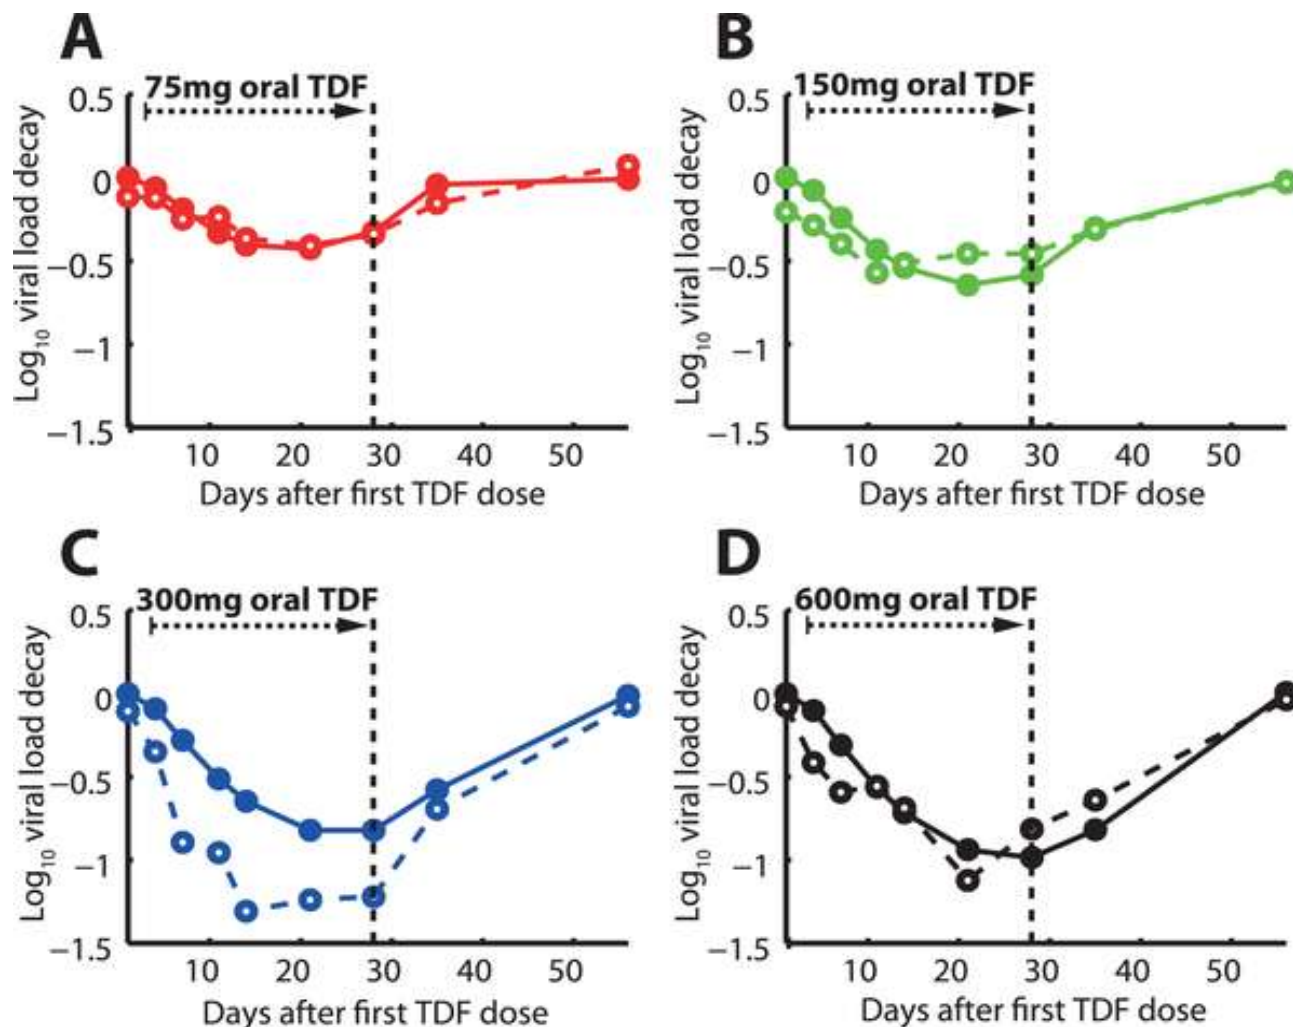 A
75mg oral TDF
Log10 viral load decay
0.5
0
−0.5
−1
−1.5
10 20 30 40 50
Days after first TDF dose
B
150mg oral TDF
Log10 viral load decay
0.5
0
−0.5
−1
−1.5
10 20 30 40 50
Days after first TDF dose
C
300mg oral TDF
Log10 viral load decay
0.5
0
−0.5
−1
−1.5
10 20 30 40 50
Days after first TDF dose
D
600mg oral TDF
Log10 viral load decay
0.5
0
−0.5
−1
−1.5
10 20 30 40 50
Days after first TDF dose